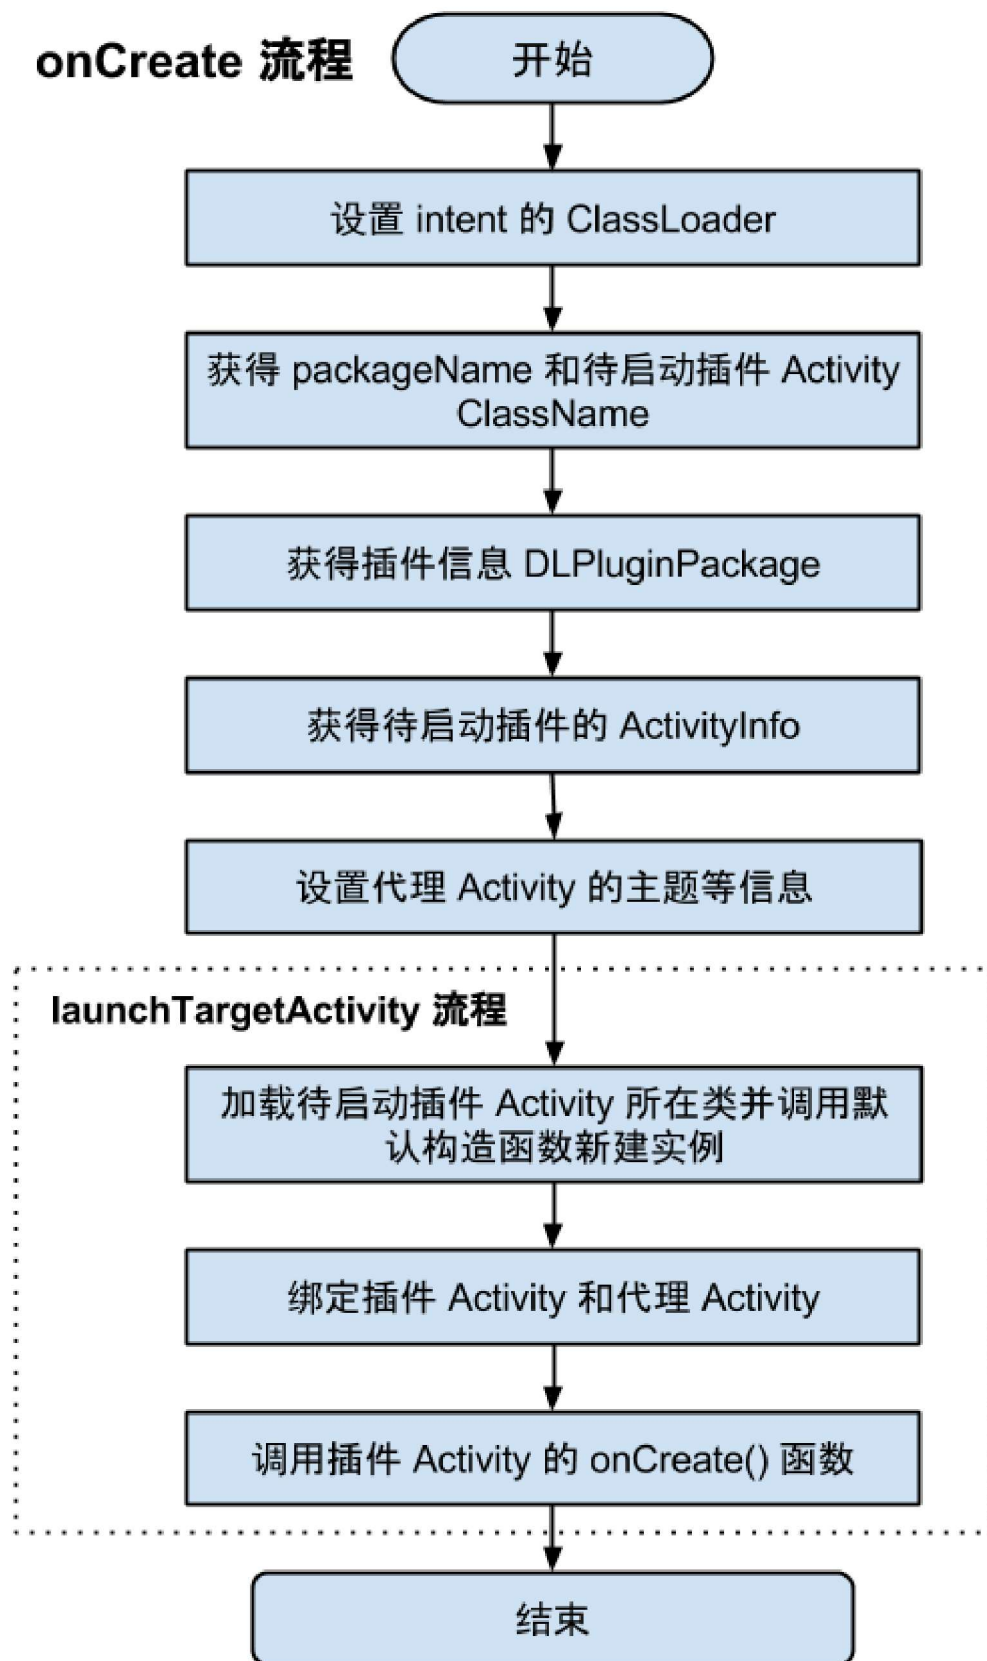 onCreate 流程
开始
设置 intent 的 ClassLoader
获得 packageName 和待启动插件 Activity
ClassName
获得插件信息 DLPluginPackage
获得待启动插件的 ActivityInfo
设置代理 Activity 的主题等信息
launchTargetActivity 流程
加载待启动插件 Activity 所在类并调用默
认构造函数新建实例
绑定插件 Activity 和代理 Activity
调用插件 Activity 的 onCreate() 函数
结束